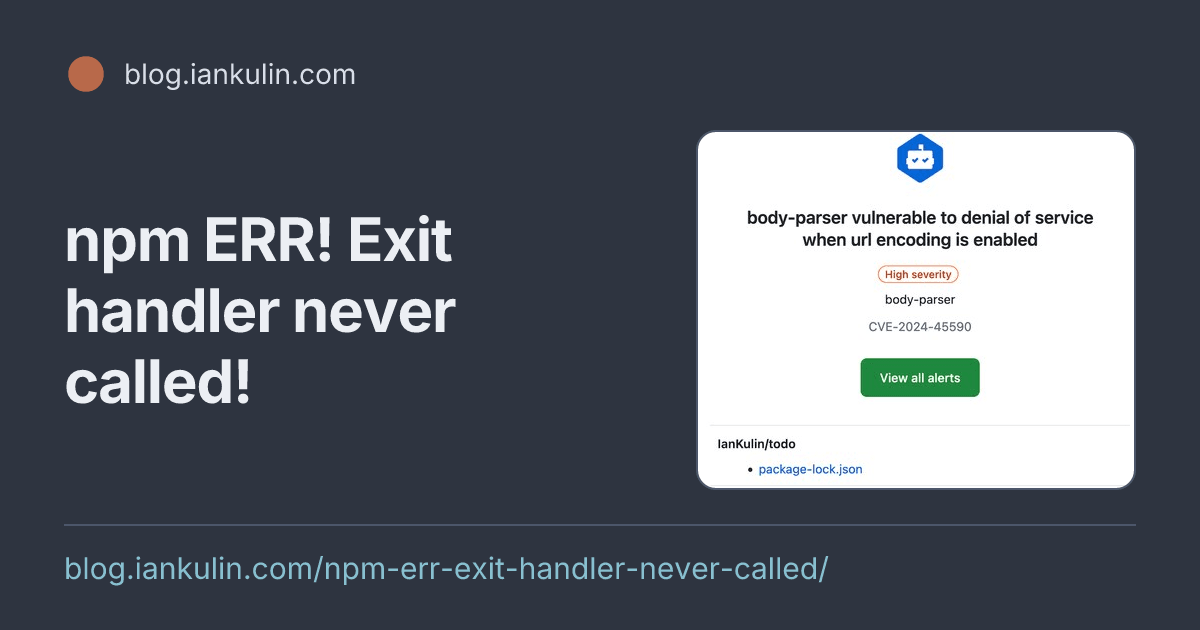 blog.iankulin.com
npm ERR! Exit
handler never
called!
body-parser vulnerable to denial of service
when url encoding is enabled
High severity
body-parser
CVE-2024-45590
View all alerts
IanKulin/todo
• package-lock.json
blog.iankulin.com/npm-err-exit-handler-never-called/